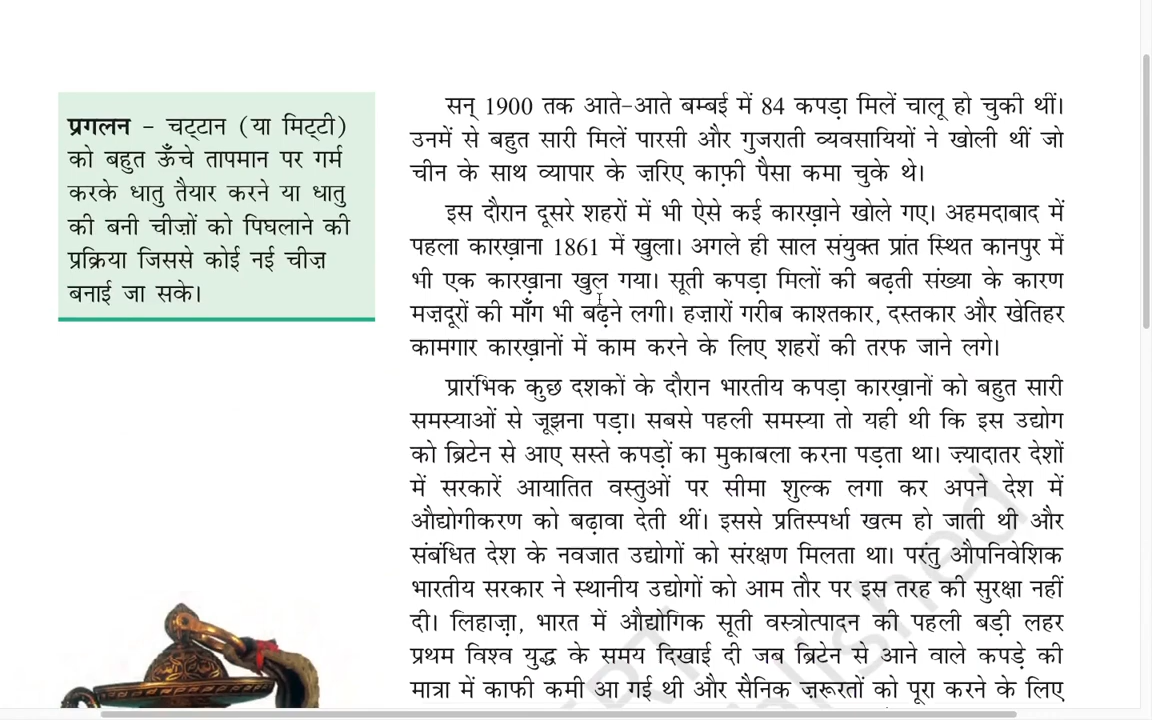 प्रगलन – चट्टान (या मिट्टी)
को बहुत ऊँचे तापमान पर गर्म
करके धातु तैयार करने या धातु
की बनी चीज़ों को पिघलाने की
प्रक्रिया जिससे कोई नई चीज़
बनाई जा सके।
सन् 1900 तक आते-आते बम्बई में 84 कपड़ा मिलें चालू हो चुकी थीं।
उनमें से बहुत सारी मिलें पारसी और गुजराती व्यवसायियों ने खोली थीं जो
चीन के साथ व्यापार के ज़रिए काफ़ी पैसा कमा चुके थे।
इस दौरान दूसरे शहरों में भी ऐसे कई कारख़ाने खोले गए। अहमदाबाद में
पहला कारख़ाना 1861 में खुला। अगले ही साल संयुक्त प्रांत स्थित कानपुर में
भी एक कारख़ाना खुल गया। सूती कपड़ा मिलों की बढ़ती संख्या के कारण
मज़दूरों की माँग भी बढ़ने लगी। हज़ारों गरीब काश्तकार, दस्तकार और खेतिहर
कामगार कारख़ानों में काम करने के लिए शहरों की तरफ जाने लगे।
प्रारंभिक कुछ दशकों के दौरान भारतीय कपड़ा कारख़ानों को बहुत सारी
समस्याओं से जूझना पड़ा। सबसे पहली समस्या तो यही थी कि इस उद्योग
को ब्रिटेन से आए सस्ते कपड़ों का मुकाबला करना पड़ता था। ज़्यादातर देशों
में सरकारें आयातित वस्तुओं पर सीमा शुल्क लगा कर अपने देश में
औद्योगीकरण को बढ़ावा देती थीं। इससे प्रतिस्पर्धा खत्म हो जाती थी और
संबंधित देश के नवजात उद्योगों को संरक्षण मिलता था। परंतु औपनिवेशिक
भारतीय सरकार ने स्थानीय उद्योगों को आम तौर पर इस तरह की सुरक्षा नहीं
दी। लिहाज़ा, भारत में औद्योगिक सूती वस्त्रोत्पादन की पहली बड़ी लहर
प्रथम विश्व युद्ध के समय दिखाई दी जब ब्रिटेन से आने वाले कपड़े की
मात्रा में काफी कमी आ गई थी और सैनिक ज़रूरतों को पूरा करने के लिए